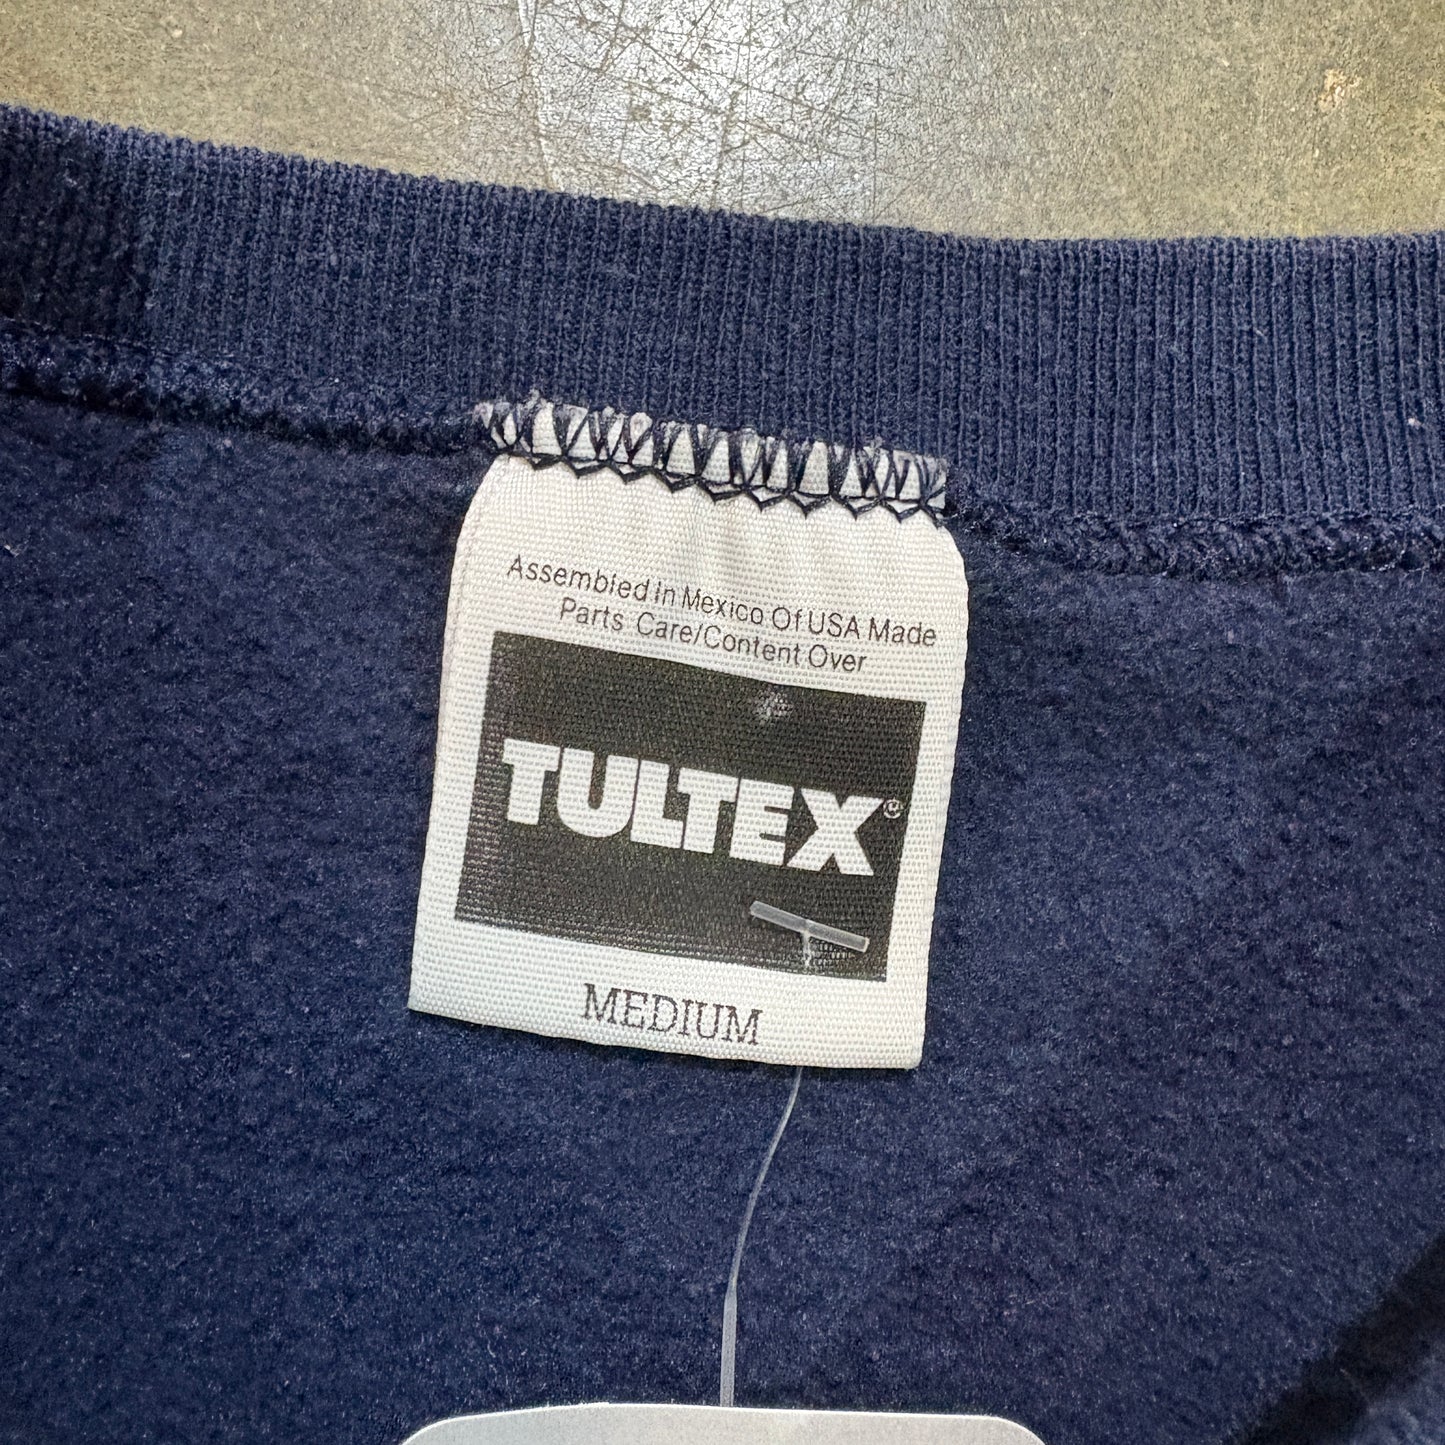 Assembled In Mexico Of USA Made
Parts Care/Content Over
TULTEX®
MEDIUM